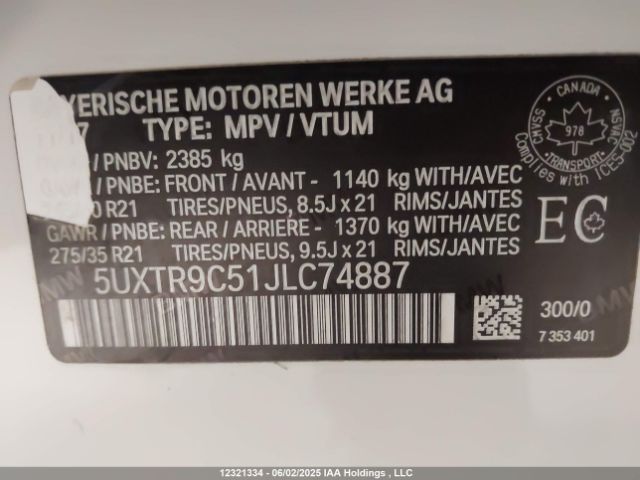 YERISCHE MOTOREN WERKE AG
7 TYPE: MPV / VTUM
/ PNBV: 2385 kg
/ PNBE: FRONT / AVANT - 1140 kg WITH/AVEC
R21 TIRES/PNEUS, 8.5J x 21 RIMS/JANTES
GAWR / PNBE: REAR / ARRIERE - 1370 kg WITH/AVEC
275/35 R21 TIRES/PNEUS, 9.5J x 21 RIMS/JANTES
5UXTR9C51JLC74887
CANADA
CMVSS
NSVAC
978
TRANSPORT
Complies with ICES-002
EC
300/0
7 353 401
12321334 - 06/02/2025 IAA Holdings , LLC